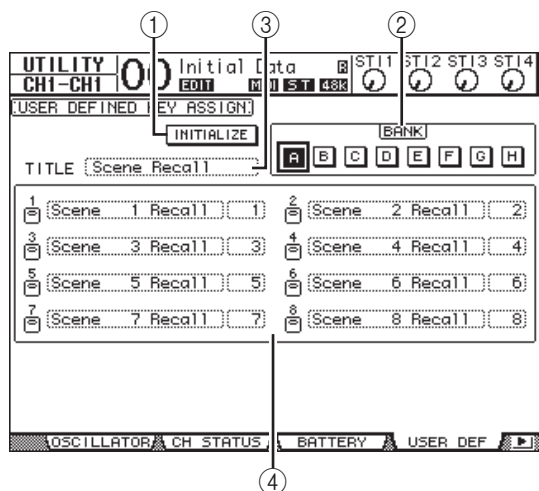 ① ③ ②
UTILITY 00 Initial Data R ST1 ST2 ST3 ST4
CH1-CH1 EDIT S.T 48k
USER DEFINED KEY ASSIGN
INITIALIZE BANK
A B C D E F G H
TITLE Scene Recall
1 Scene 1 Recall 1 2 Scene 2 Recall 2
3 Scene 3 Recall 3 4 Scene 4 Recall 4
5 Scene 5 Recall 5 6 Scene 6 Recall 6
7 Scene 7 Recall 7 8 Scene 8 Recall 8
OSCILLATOR CH STATUS BATTERY USER DEF
④